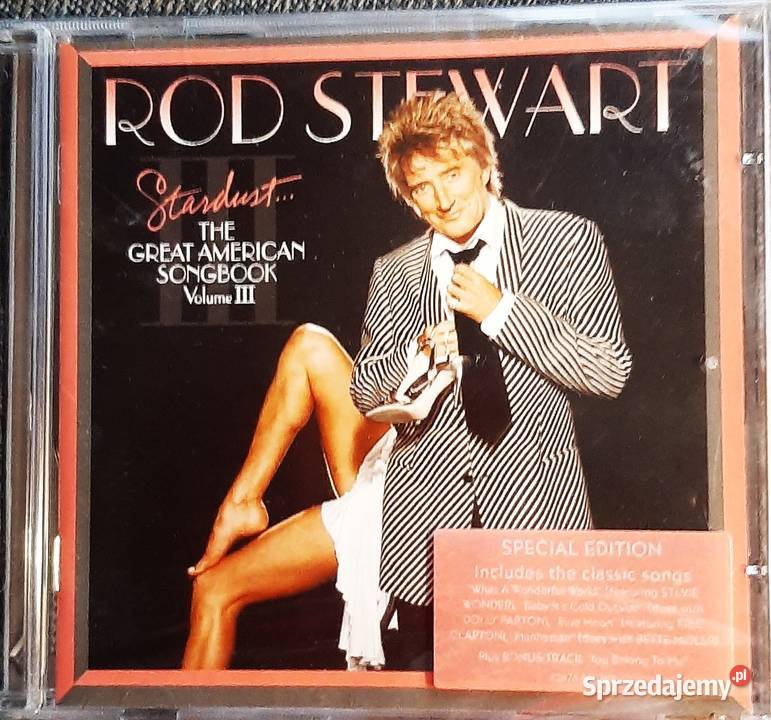 ROD STEWART
III
Stardust...
THE
GREAT AMERICAN
SONGBOOK
Volume III
SPECIAL EDITION
Includes the classic songs
"What A Wonderful World" (featuring STEVIE
WONDER), "Baby It's Cold Outside" (duet with
DOLLY PARTON), "Blue Moon" (featuring ERIC
CLAPTON), "Manhattan" (duet with BETTE MIDLER)
Plus BONUS TRACK "You Belong To Me"
Sprzedajemy.pl